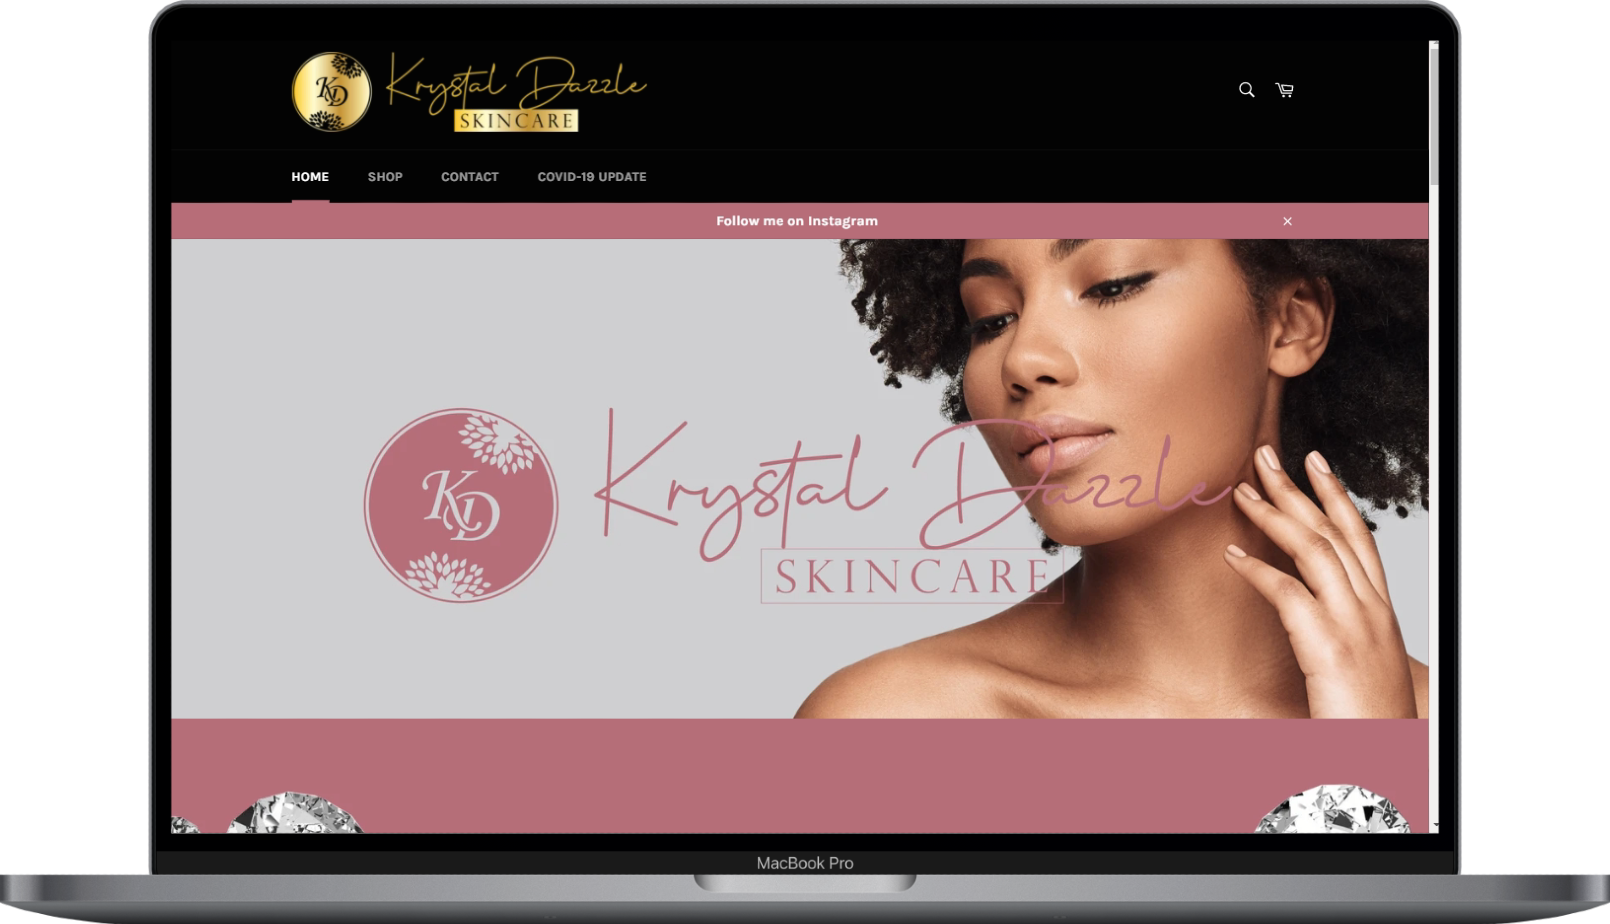 KD Krystal Dazzle
SKINCARE
HOME SHOP CONTACT COVID-19 UPDATE
Follow me on Instagram
KD Krystal Dazzle
SKINCARE
MacBook Pro